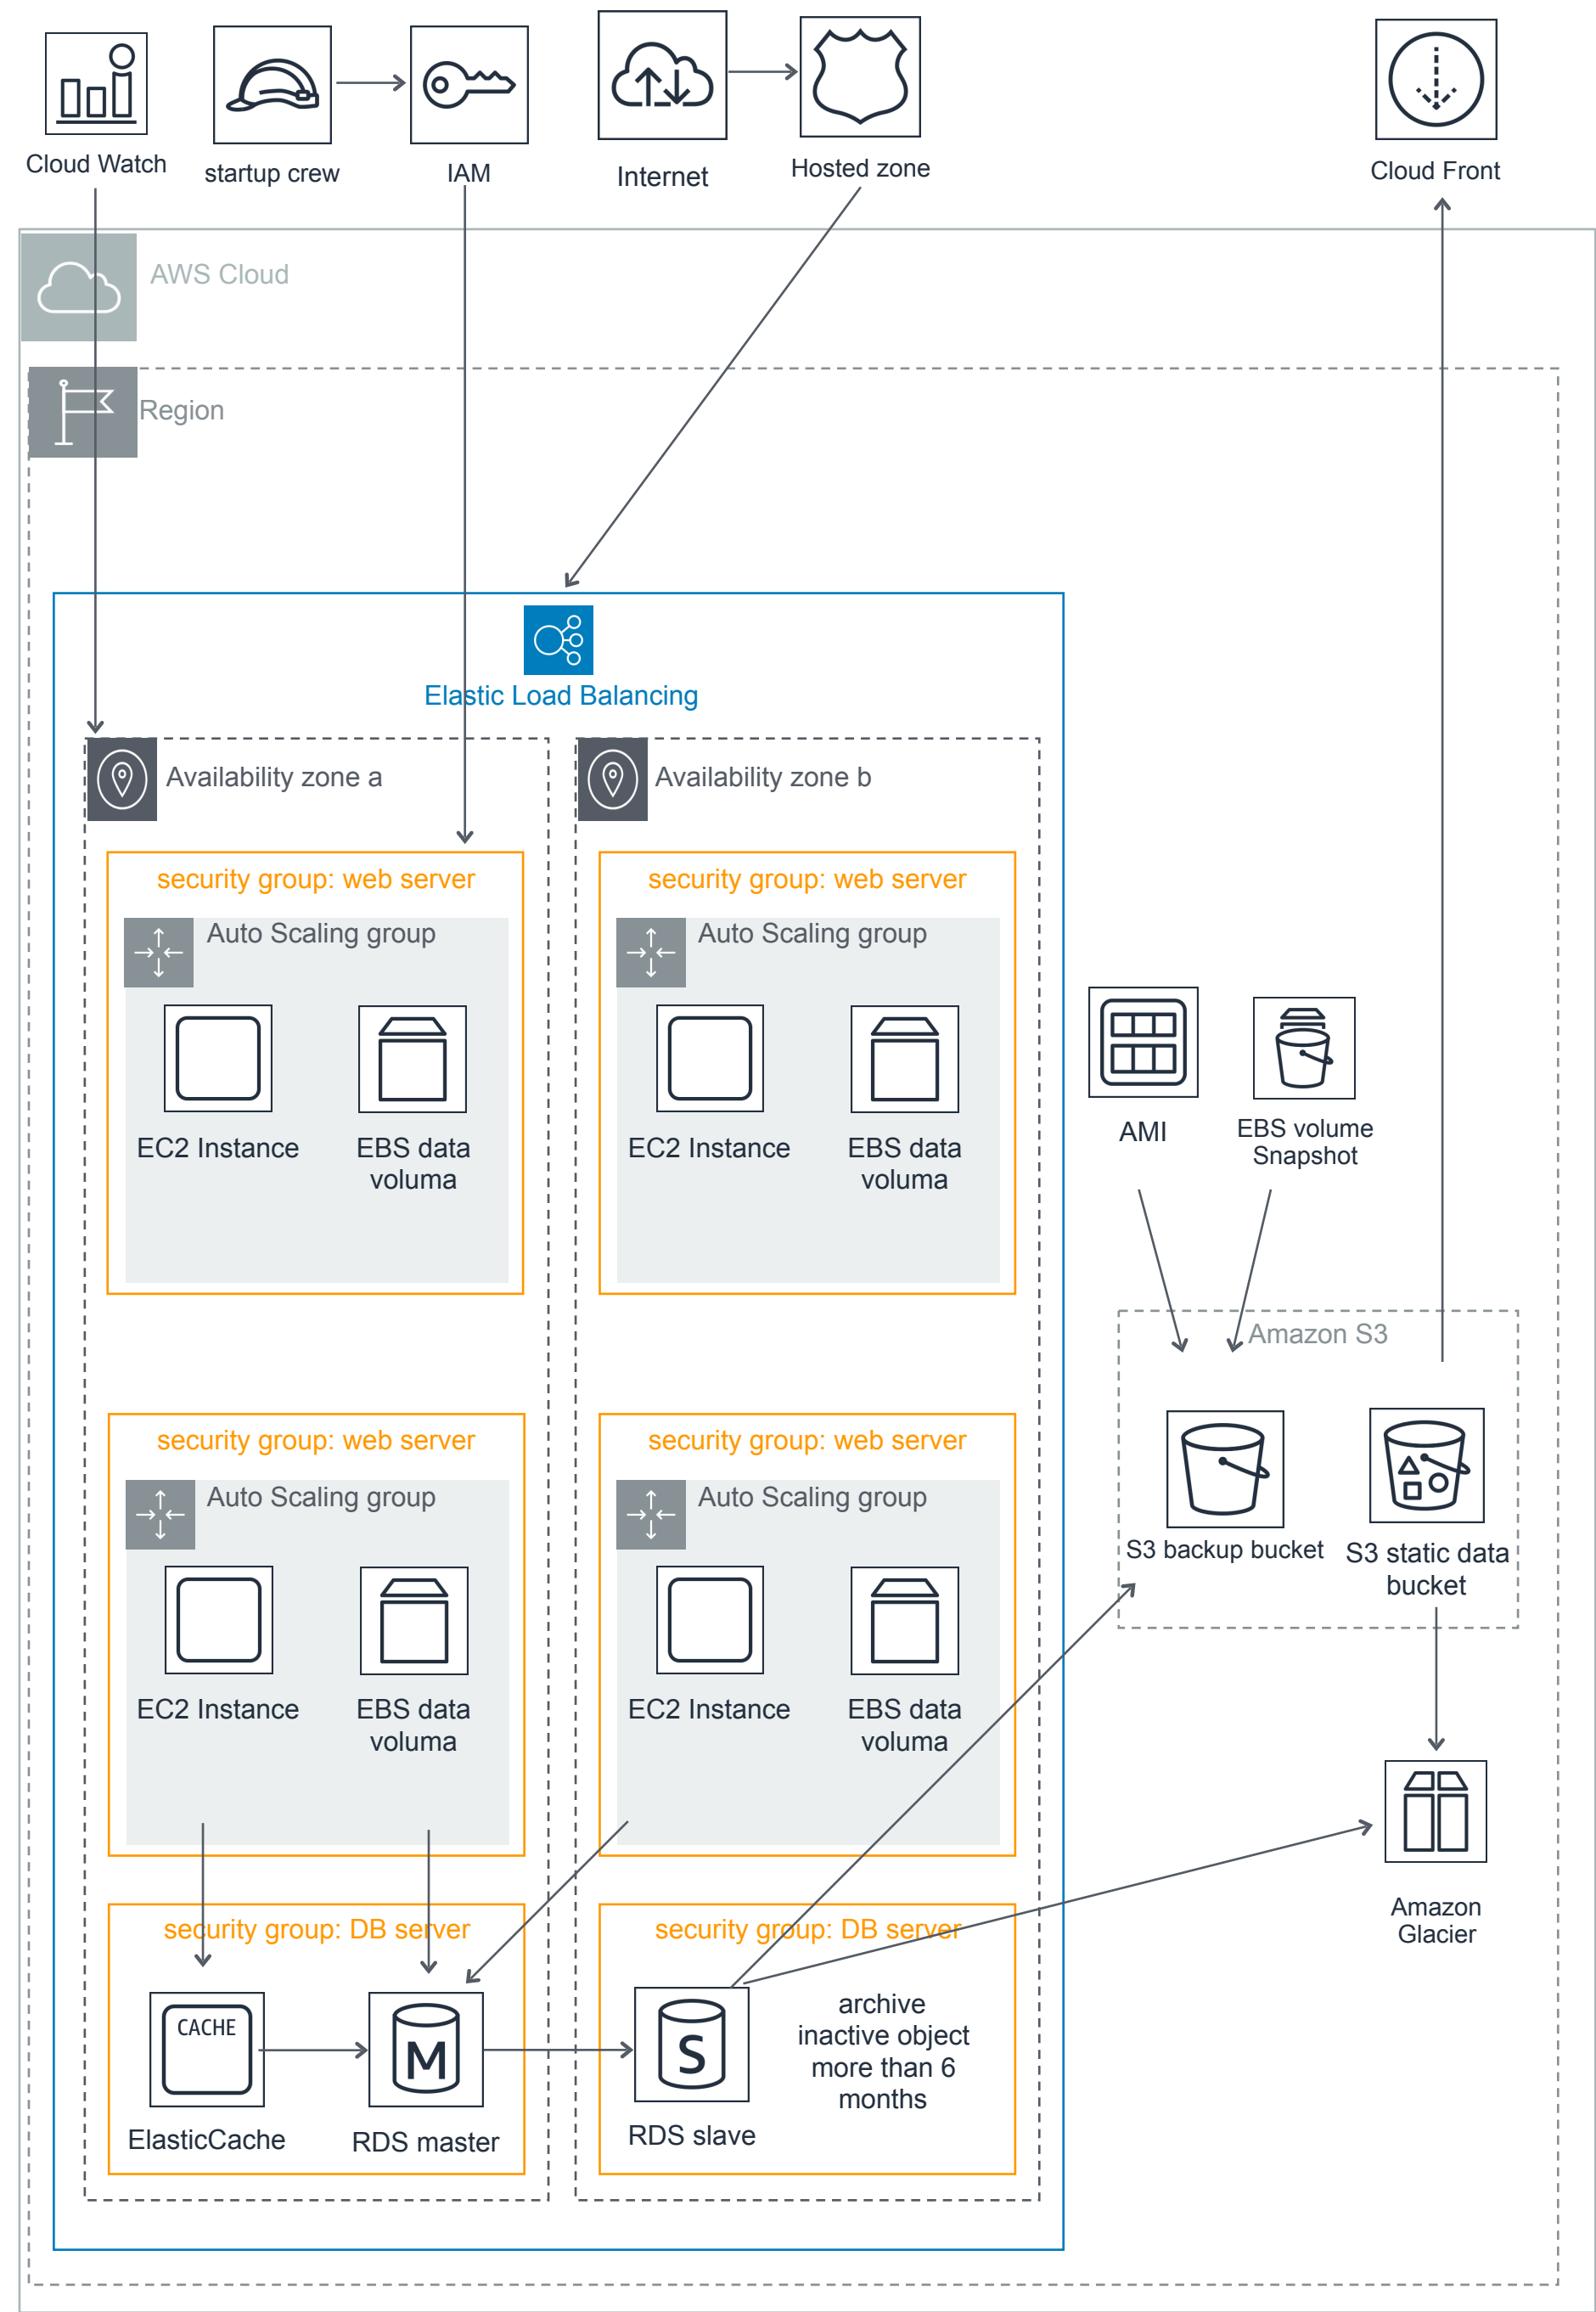 Cloud Watch
startup crew
IAM
Internet
Hosted zone
Cloud Front
AWS Cloud
Region
Elastic Load Balancing
Availability zone a
Availability zone b
security group: web server
security group: web server
Auto Scaling group
Auto Scaling group
EC2 Instance
EBS data
voluma
EC2 Instance
EBS data
voluma
AMI
EBS volume
Snapshot
Amazon S3
security group: web server
security group: web server
Auto Scaling group
Auto Scaling group
S3 backup bucket
S3 static data
bucket
EC2 Instance
EBS data
voluma
EC2 Instance
EBS data
voluma
Amazon
Glacier
security group: DB server
security group: DB server
CACHE
M
S
archive
inactive object
more than 6
months
ElasticCache
RDS master
RDS slave